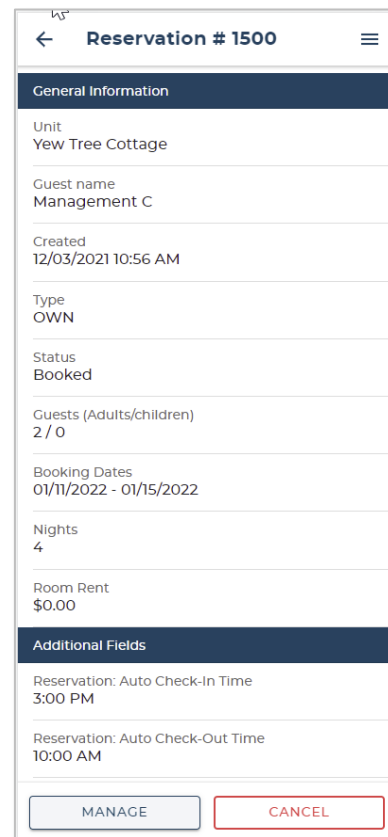 Reservation # 1500
General Information
Unit
Yew Tree Cottage
Guest name
Management C
Created
12/03/2021 10:56 AM
Type
OWN
Status
Booked
Guests (Adults/children)
2 / 0
Booking Dates
01/11/2022 - 01/15/2022
Nights
4
Room Rent
$0.00
Additional Fields
Reservation: Auto Check-In Time
3:00 PM
Reservation: Auto Check-Out Time
10:00 AM
MANAGE
CANCEL